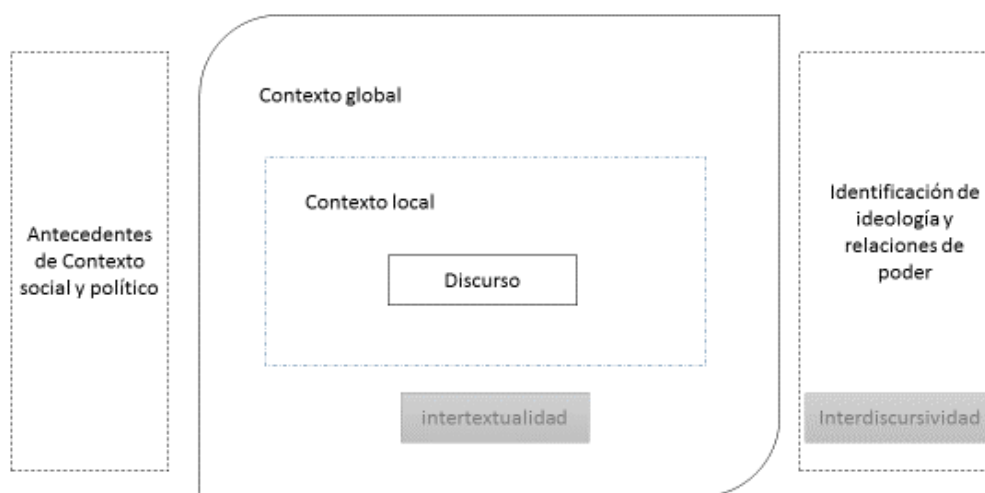 Antecedentes
de Contexto
social y político
Contexto global
Contexto local
Discurso
intertextualidad
Identificación de
ideología y
relaciones de
poder
Interdiscursividad